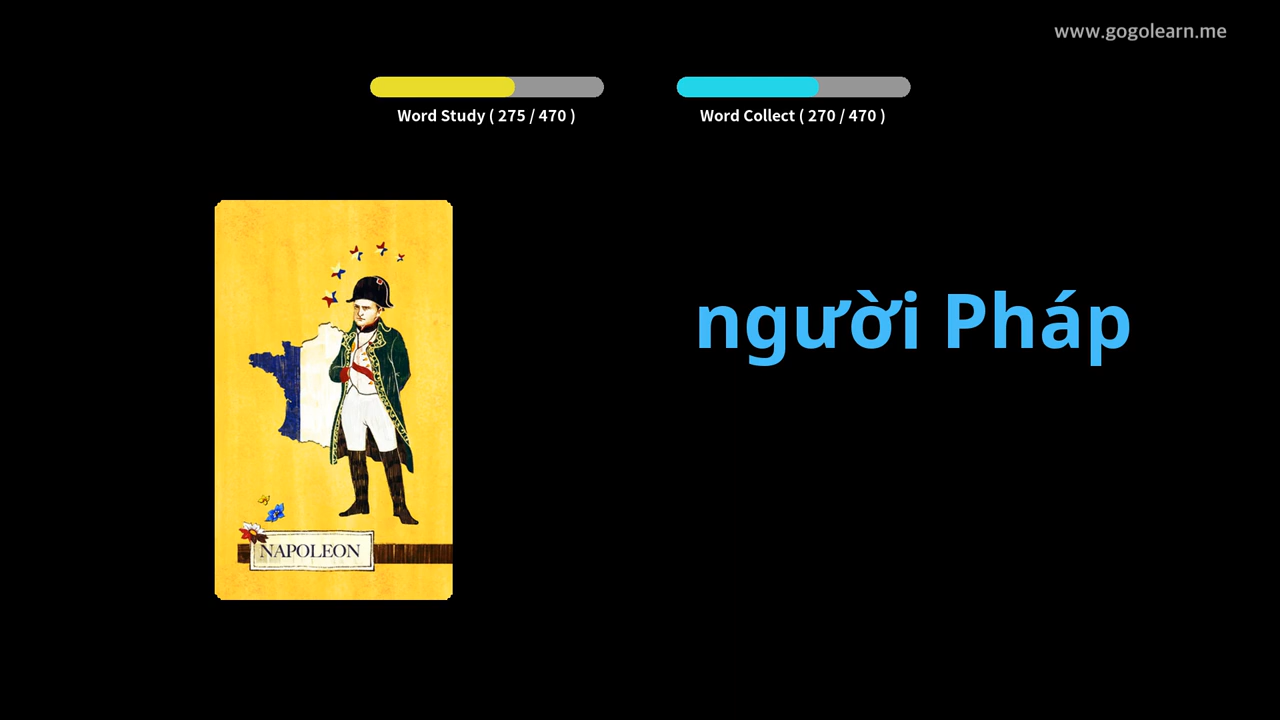 www.gogolearn.me
Word Study ( 275 / 470 )
Word Collect ( 270 / 470 )
người Pháp
NAPOLEON